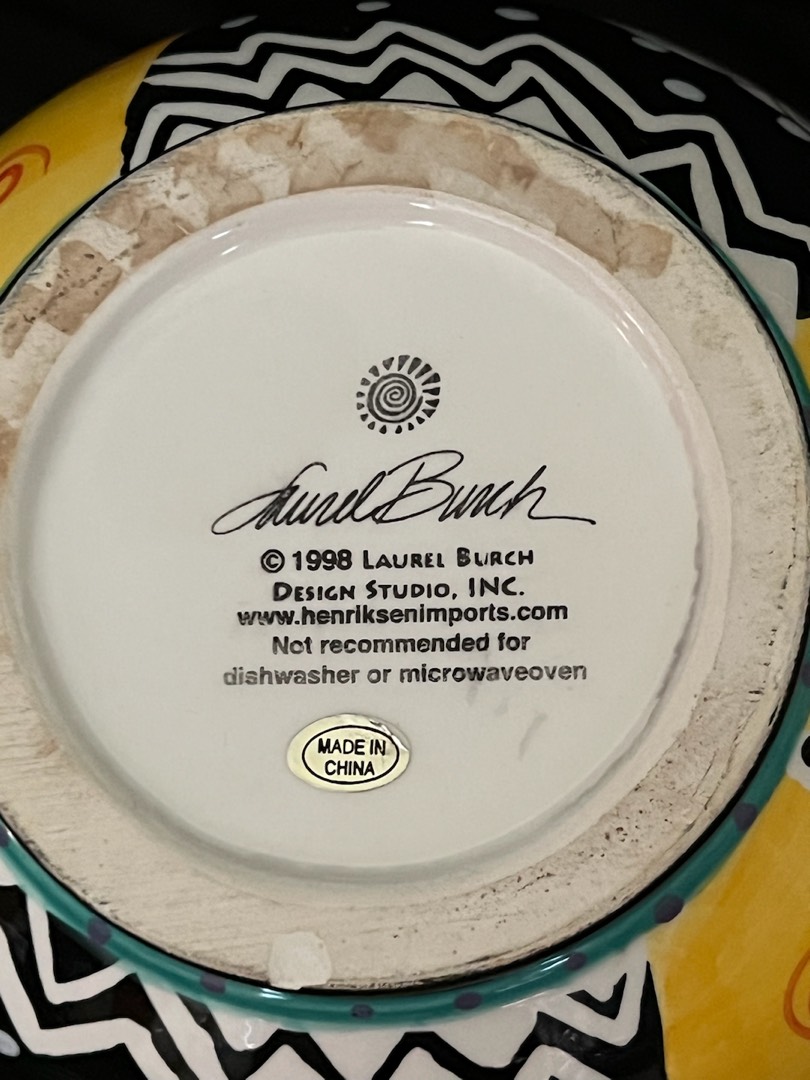 Laurel Burch
© 1998 LAUREL BURCH
DESIGN STUDIO, INC.
www.henriksenimports.com
Not recommended for
dishwasher or microwaveoven
MADE IN
CHINA